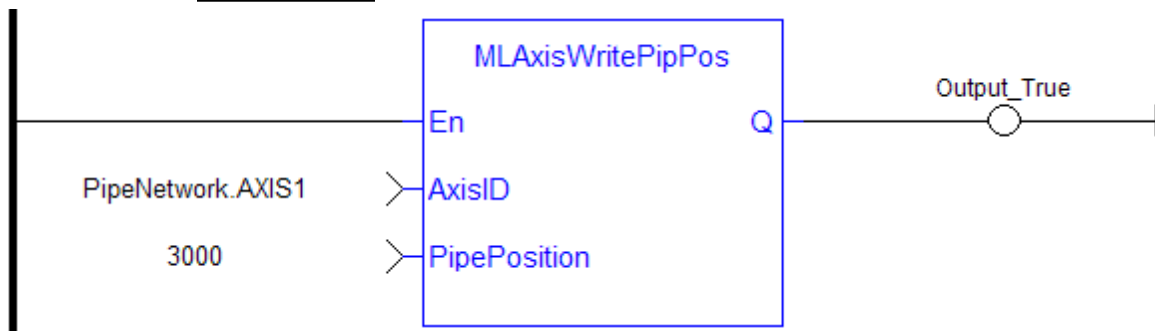 MLAxisWritePipPos
Output_True
En
Q
PipeNetwork.AXIS1
AxisID
3000
PipePosition